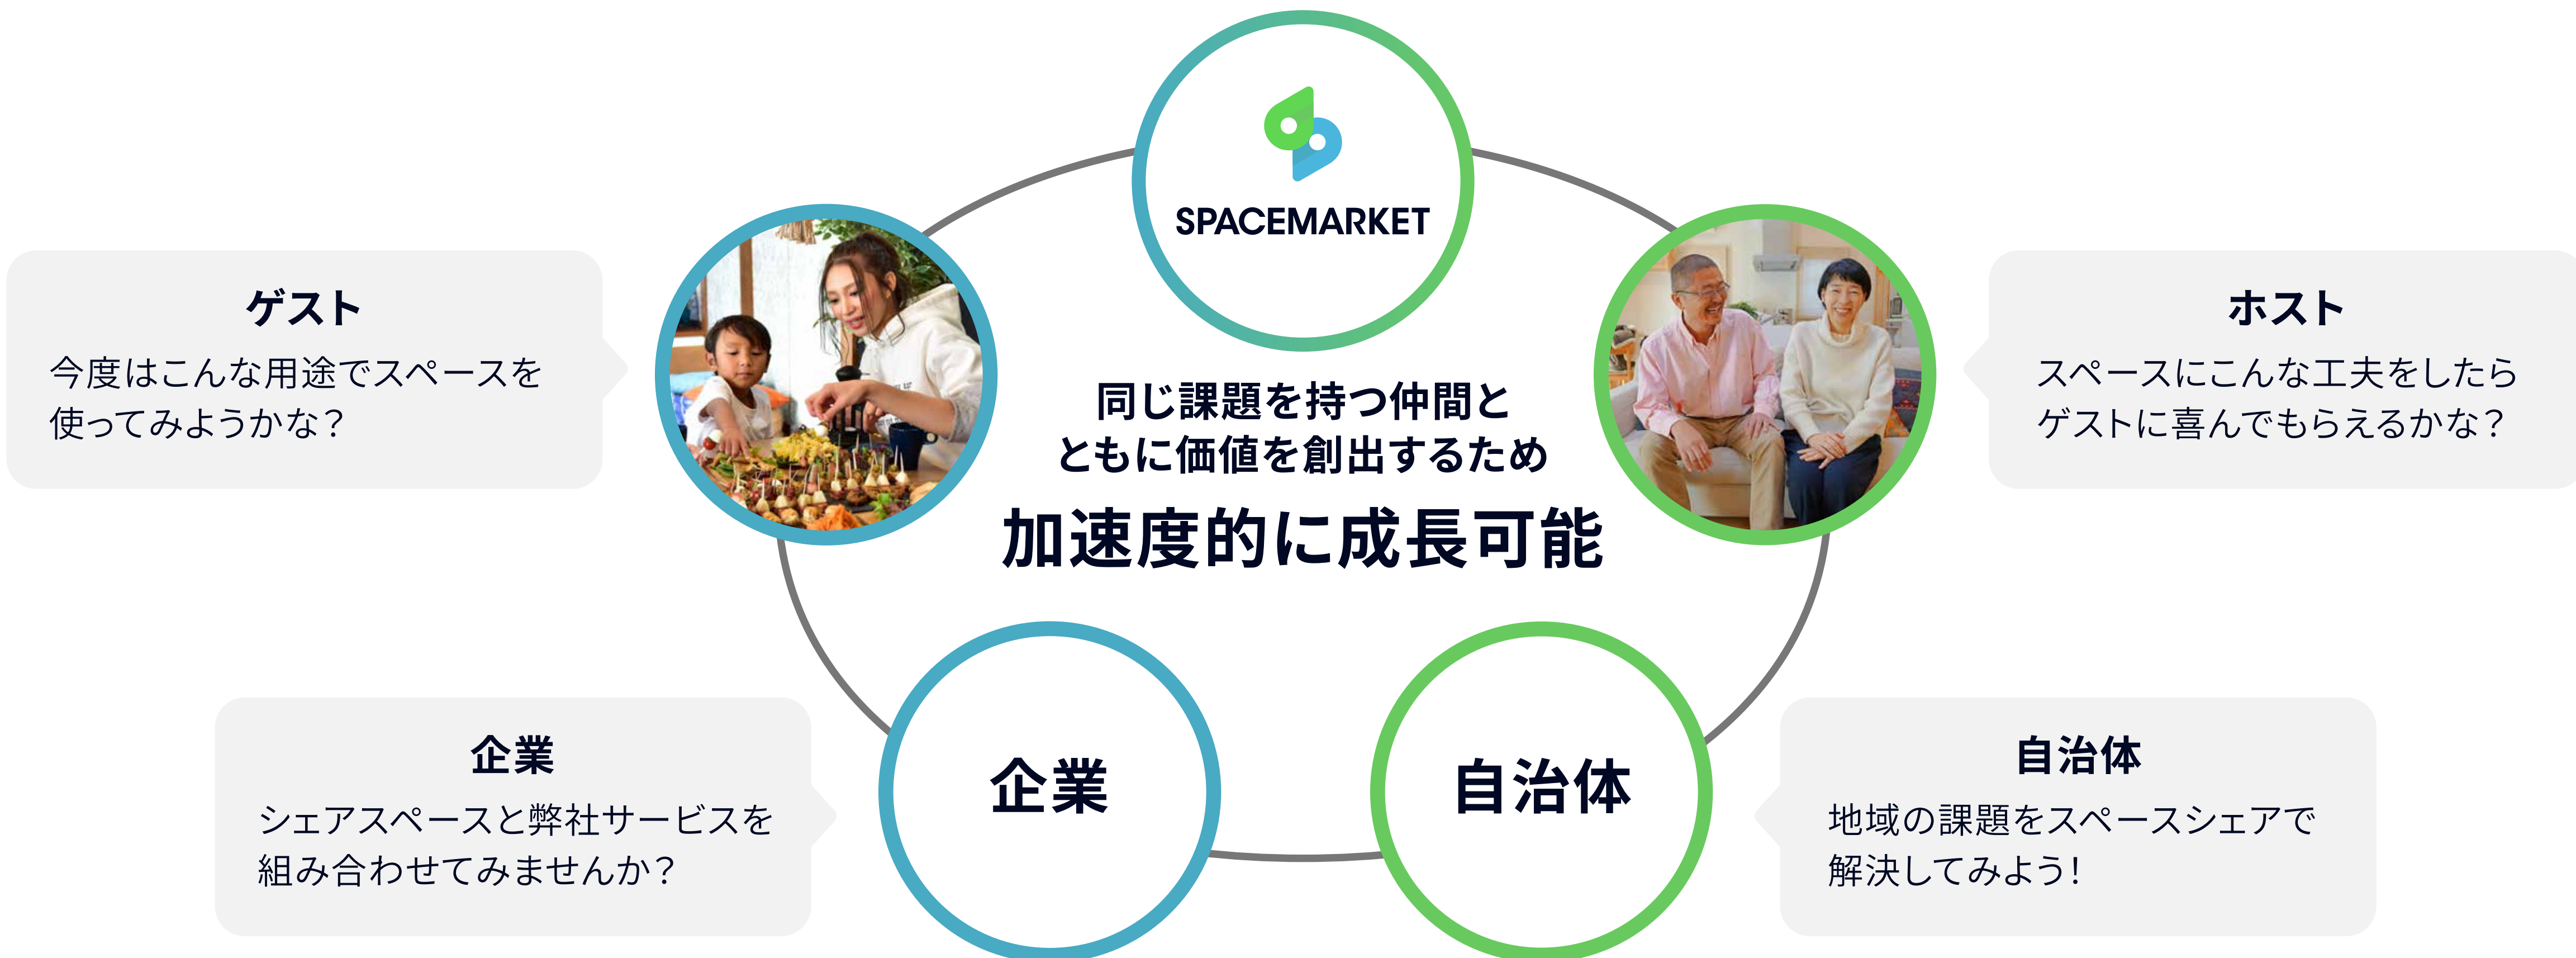 SPACEMARKET
ゲスト
今度はこんな用途でスペースを
使ってみようかな?
ホスト
スペースにこんな工夫をしたら
ゲストに喜んでもらえるかな?
同じ課題を持つ仲間と
ともに価値を創出するため
加速度的に成長可能
企業
シェアスペースと弊社サービスを
組み合わせてみませんか?
企業
自治体
自治体
地域の課題をスペースシェアで
解決してみよう!